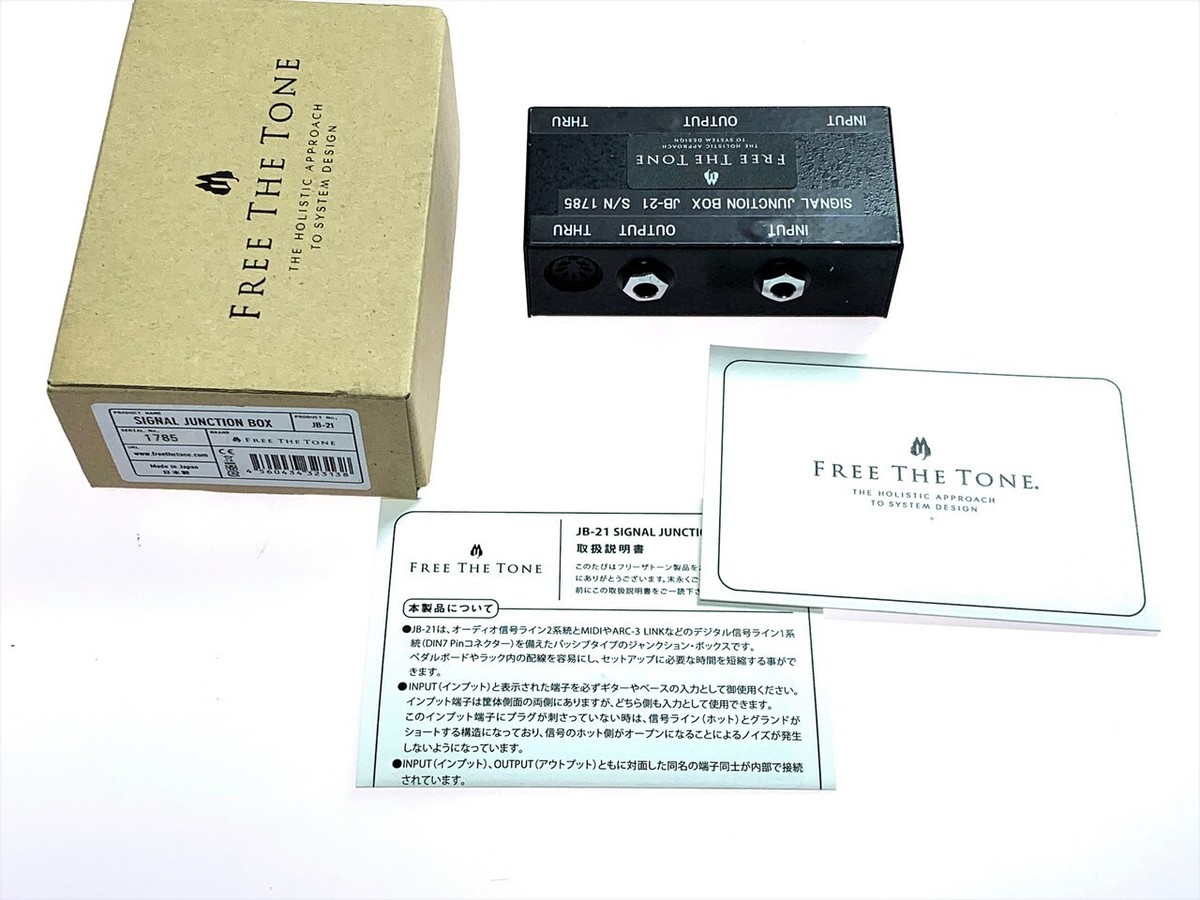 FREE THE TONE
THE HOLISTIC APPROACH
TO SYSTEM DESIGN
PRODUCT NAME
SIGNAL JUNCTION BOX
PRODUCT No.
JB-21
SERIAL No.
1785
BRAND
FREE THE TONE
URL
www.freethetone.com
Made in Japan
日本製
CE
4 560434 323138
INPUT OUTPUT THRU
FREE THE TONE
THE HOLISTIC APPROACH
TO SYSTEM DESIGN
SIGNAL JUNCTION BOX JB-21 S/N 1785
INPUT OUTPUT THRU
FREE THE TONE.
THE HOLISTIC APPROACH
TO SYSTEM DESIGN
FREE THE TONE
JB-21 SIGNAL JUNCTI
取扱説明書
このたびはフリーザトーン製品を
にありがとうございます。末永くご
前にこの取扱説明書をご一読下さ
本製品について
●JB-21は、オーディオ信号ライン2系統とMIDIやARC-3 LINKなどのデジタル信号ライン1系
統(DIN7 Pinコネクター)を備えたパッシブタイプのジャンクション・ボックスです。
ペダルボードやラック内の配線を容易にし、セットアップに必要な時間を短縮する事がで
きます。
●INPUT(インプット)と表示された端子を必ずギターやベースの入力として御使用ください。
インプット端子は筐体側面の両側にありますが、どちら側も入力として使用できます。
このインプット端子にプラグが刺さっていない時は、信号ライン(ホット)とグランドが
ショートする構造になっており、信号のホット側がオープンになることによるノイズが発生
しないようになっています。
●INPUT(インプット)、OUTPUT(アウトプット)ともに対面した同名の端子同士が内部で接続
されています。